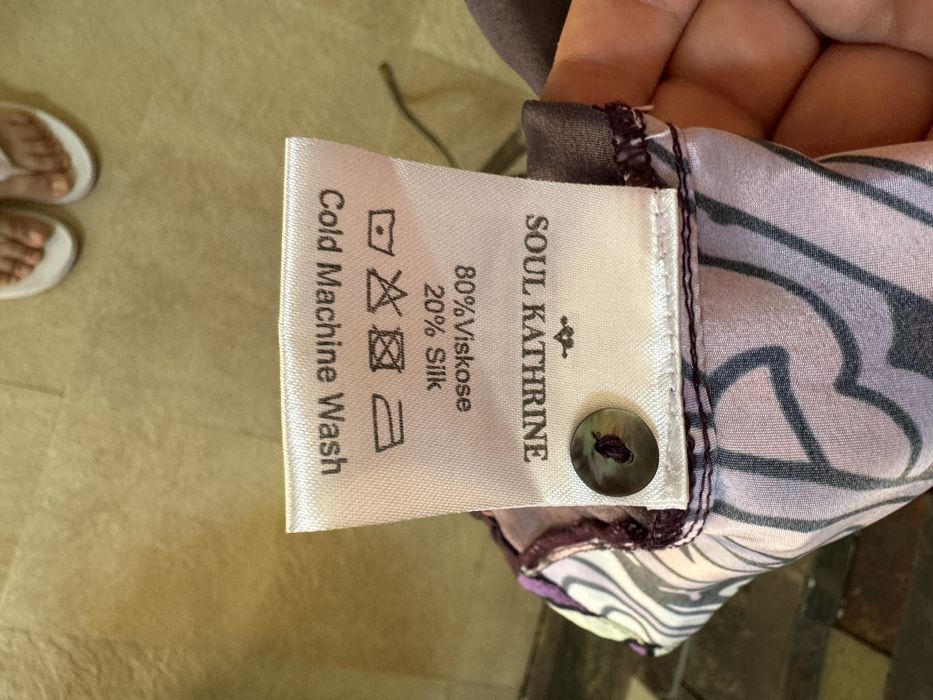 SOUL KATHRINE
80%Viskose
20% Silk
Cold Machine Wash